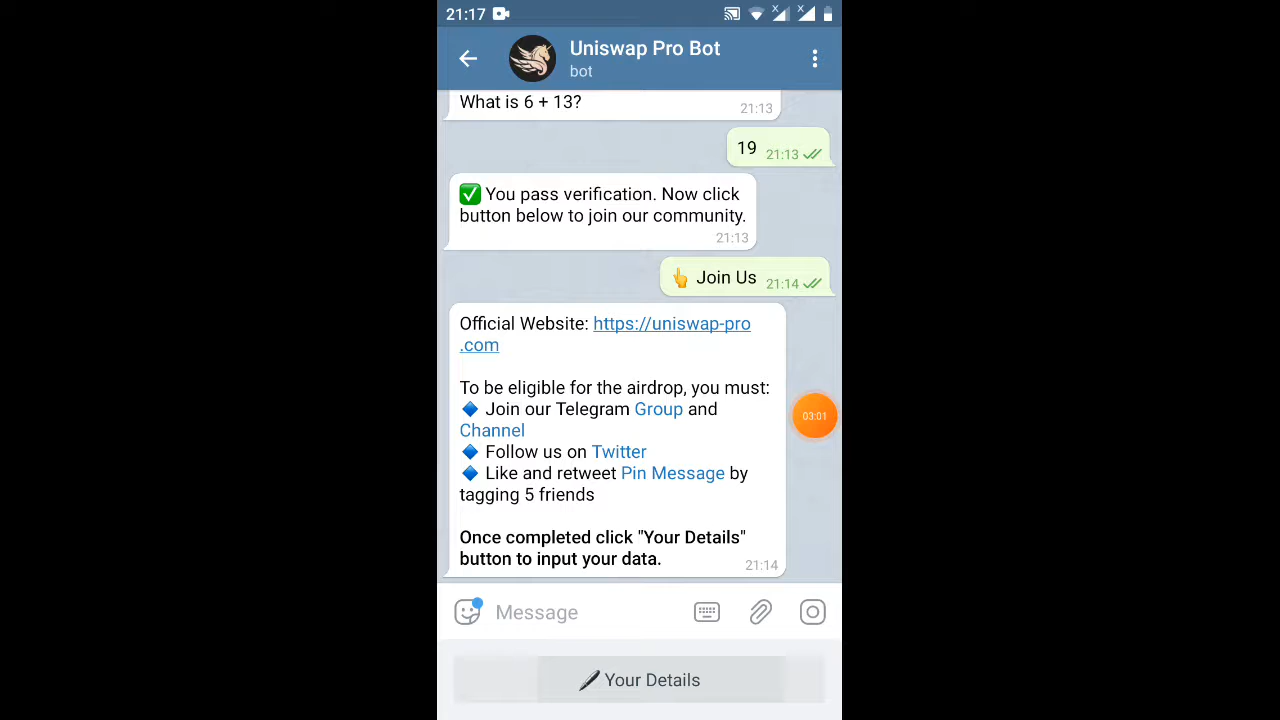 21:17
Uniswap Pro Bot
bot
What is 6 + 13?
21:13
19 21:13
✅ You pass verification. Now click
button below to join our community.
21:13
👆 Join Us 21:14
Official Website: https://uniswap-pro
.com
To be eligible for the airdrop, you must:
🔹 Join our Telegram Group and
Channel
🔹 Follow us on Twitter
🔹 Like and retweet Pin Message by
tagging 5 friends
Once completed click "Your Details"
button to input your data.
21:14
03:01
Message
🖊 Your Details